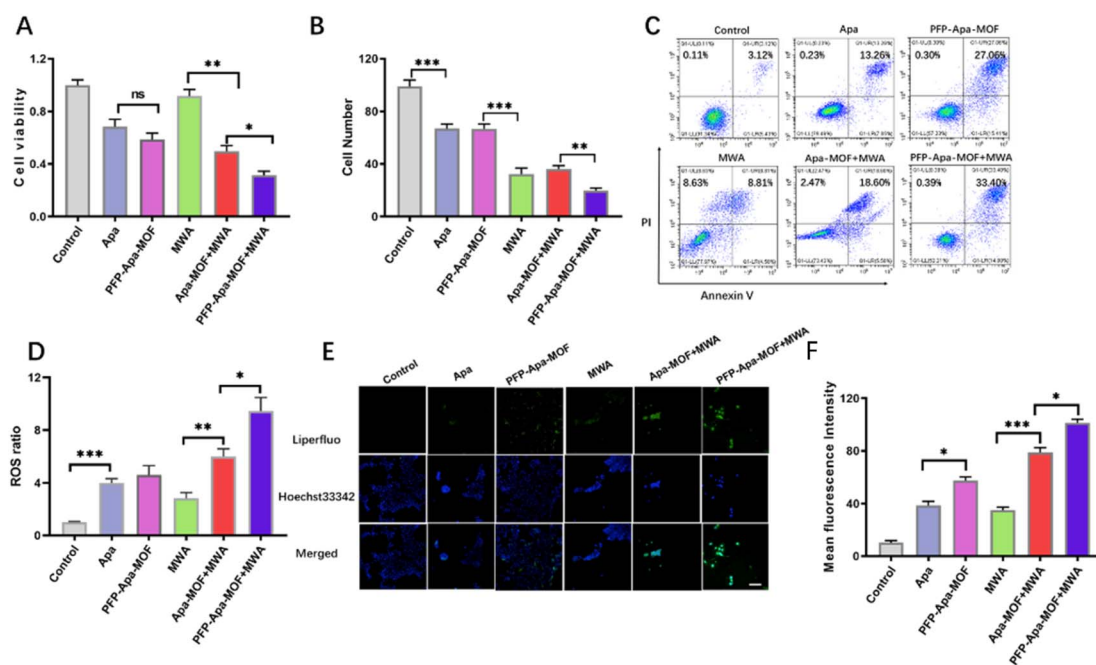 A
Cell viability
1.2
0.8
0.4
0.0
ns
**
*
Control
Apa
PFP-Apa-MOF
MWA
Apa-MOF+MWA
PFP-Apa-MOF+MWA
B
Cell Number
120
80
40
0
***
***
**
Control
Apa
PFP-Apa-MOF
MWA
Apa-MOF+MWA
PFP-Apa-MOF+MWA
C
Control
Apa
PFP-Apa-MOF
0.11%
3.12%
0.23%
13.26%
0.30%
27.06%
MWA
Apa-MOF+MWA
PFP-Apa-MOF+MWA
8.63%
8.81%
2.47%
18.60%
0.39%
33.40%
PI
Annexin V
D
ROS ratio
12
8
4
0
***
**
*
Control
Apa
PFP-Apa-MOF
MWA
Apa-MOF+MWA
PFP-Apa-MOF+MWA
E
Control
Apa
PFP-Apa-MOF
MWA
Apa-MOF+MWA
PFP-Apa-MOF+MWA
Liperfluo
Hoechst33342
Merged
F
Mean fluorescence Intensity
120
80
40
0
*
***
*
Control
Apa
PFP-Apa-MOF
MWA
Apa-MOF+MWA
PFP-Apa-MOF+MWA